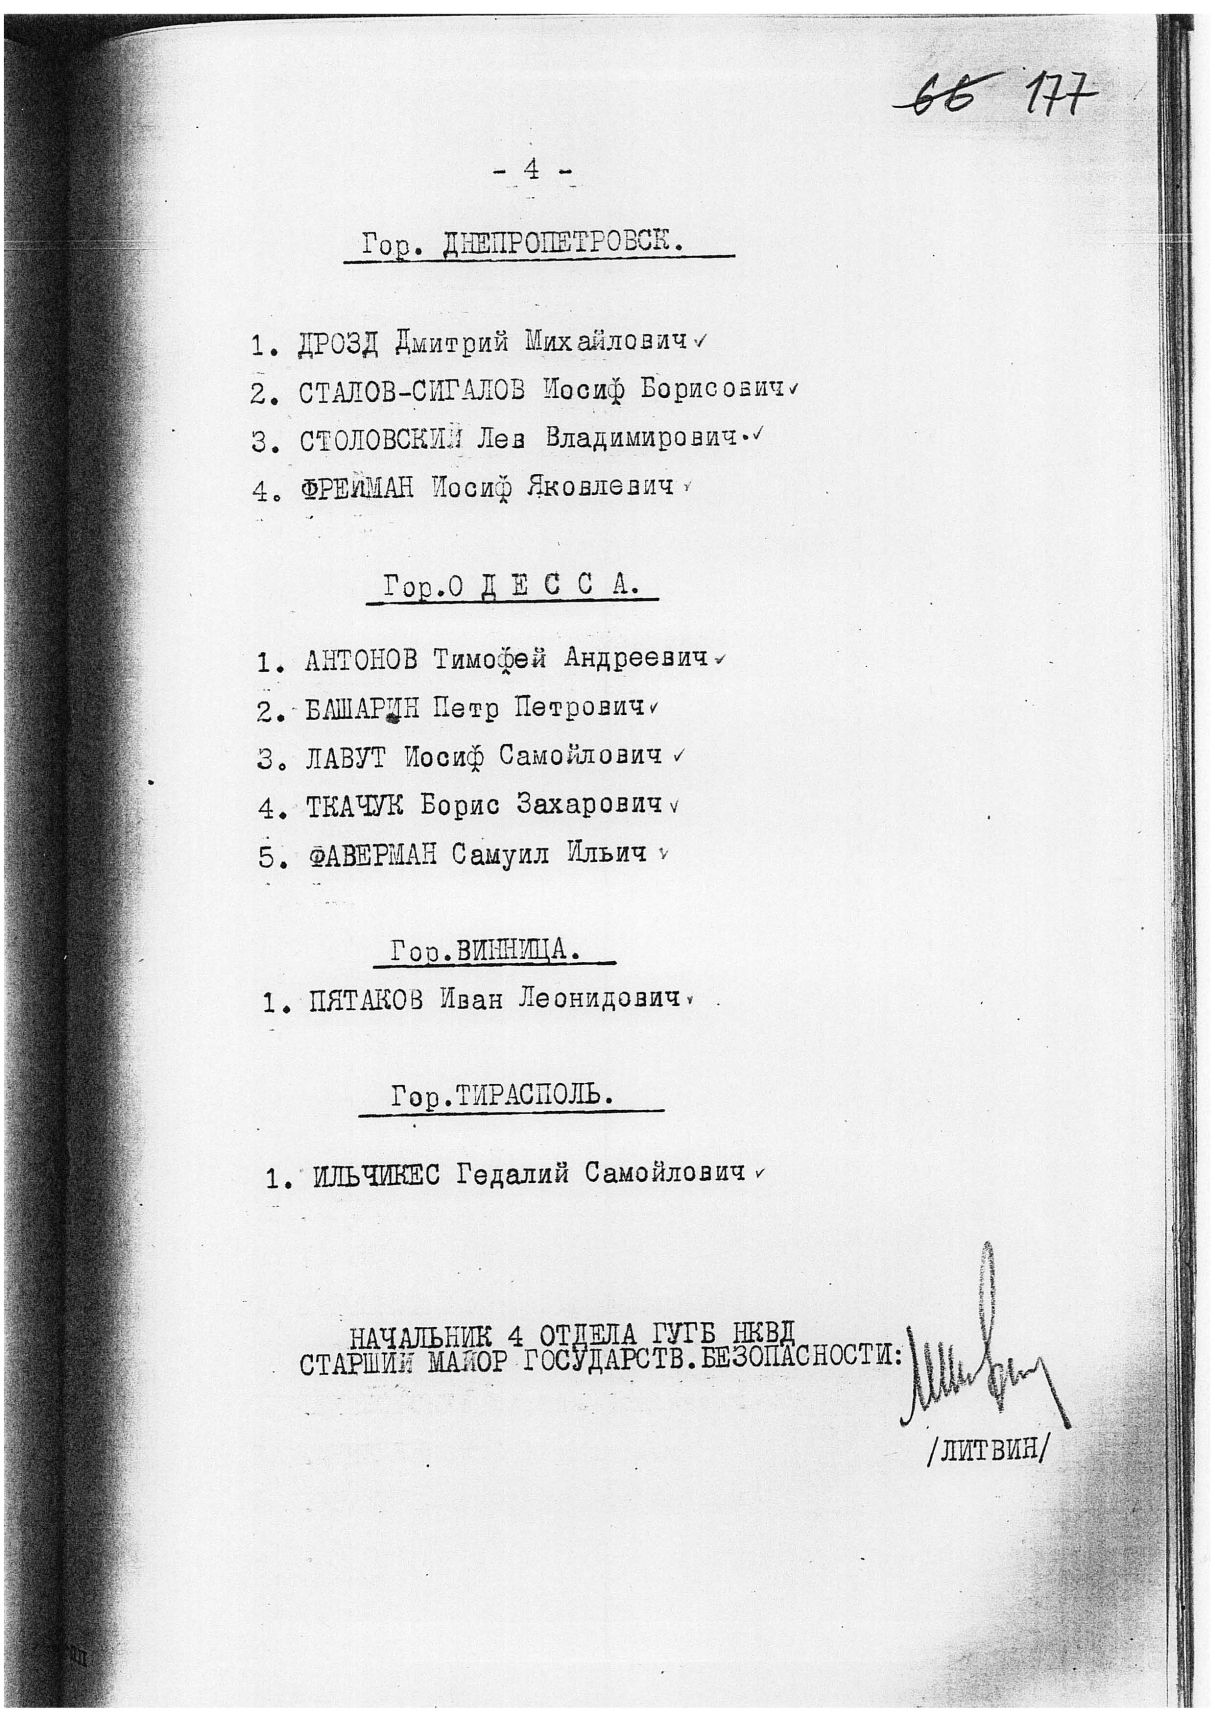 66 177
- 4 -
Гор. ДНЕПРОПЕТРОВСК.
1. ДРОЗД Дмитрий Михайлович
2. СТАЛОВ-СИГАЛОВ Иосиф Борисович
3. СТОЛОВСКИЙ Лев Владимирович.
4. ФРЕЙМАН Иосиф Яковлевич
Гор.О Д Е С С А.
1. АНТОНОВ Тимофей Андреевич
2. БАШАРИН Петр Петрович
3. ЛАВУТ Иосиф Самойлович
4. ТКАЧУК Борис Захарович
5. ФАВЕРМАН Самуил Ильич
Гор.ВИННИЦА.
1. ПЯТАКОВ Иван Леонидович
Гор.ТИРАСПОЛЬ.
1. ИЛЬЧИКЕС Гедалий Самойлович
НАЧАЛЬНИК 4 ОТДЕЛА ГУГБ НКВД
СТАРШИЙ МАЙОР ГОСУДАРСТВ.БЕЗОПАСНОСТИ:
/ЛИТВИН/